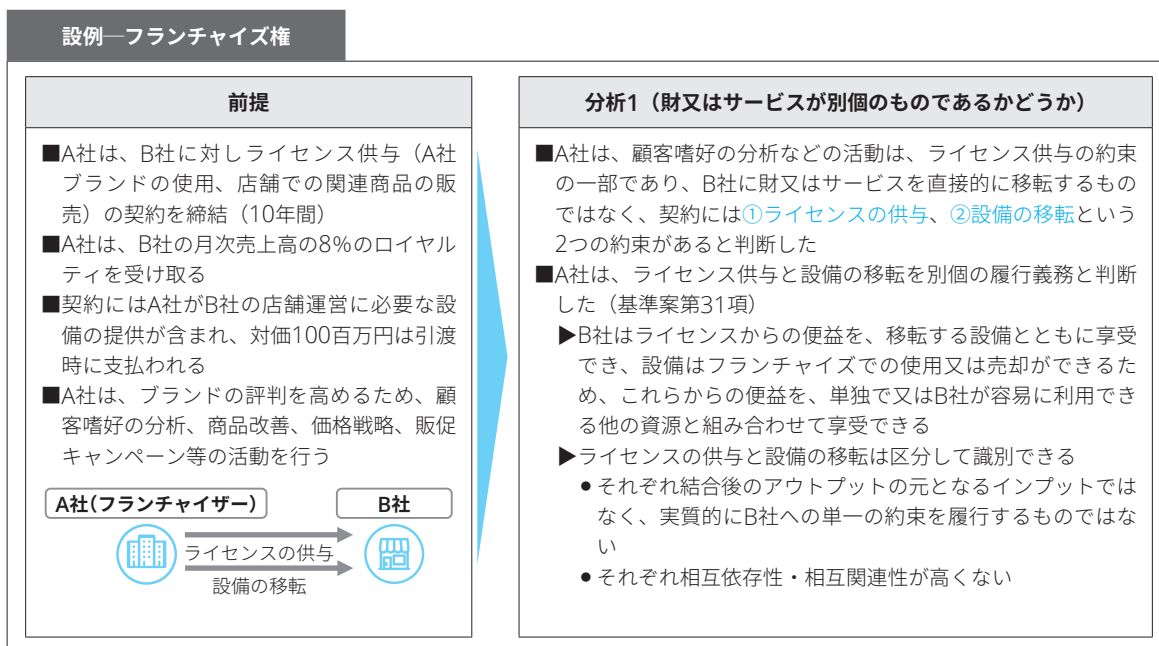 設例─フランチャイズ権
前提
■A社は、B社に対しライセンス供与（A社
ブランドの使用、店舗での関連商品の販
売）の契約を締結（10年間）
■A社は、B社の月次売上高の8％のロイヤル
ティを受け取る
■契約にはA社がB社の店舗運営に必要な設
備の提供が含まれ、対価100百万円は引渡
時に支払われる
■A社は、ブランドの評判を高めるため、顧
客嗜好の分析、商品改善、価格戦略、販促
キャンペーン等の活動を行う
A社(フランチャイザー)
B社
ライセンスの供与
設備の移転
分析1（財又はサービスが別個のものであるかどうか）
■A社は、顧客嗜好の分析などの活動は、ライセンス供与の約束
の一部であり、B社に財又はサービスを直接的に移転するもの
ではなく、契約には①ライセンスの供与、②設備の移転という
2つの約束があると判断した
■A社は、ライセンス供与と設備の移転を別個の履行義務と判断
した（基準案第31項）
▶B社はライセンスからの便益を、移転する設備とともに享受
でき、設備はフランチャイズでの使用又は売却ができるた
め、これらからの便益を、単独で又はB社が容易に利用でき
る他の資源と組み合わせて享受できる
▶ライセンスの供与と設備の移転は区分して識別できる
●それぞれ結合後のアウトプットの元となるインプットでは
なく、実質的にB社への単一の約束を履行するものではな
い
●それぞれ相互依存性・相互関連性が高くない